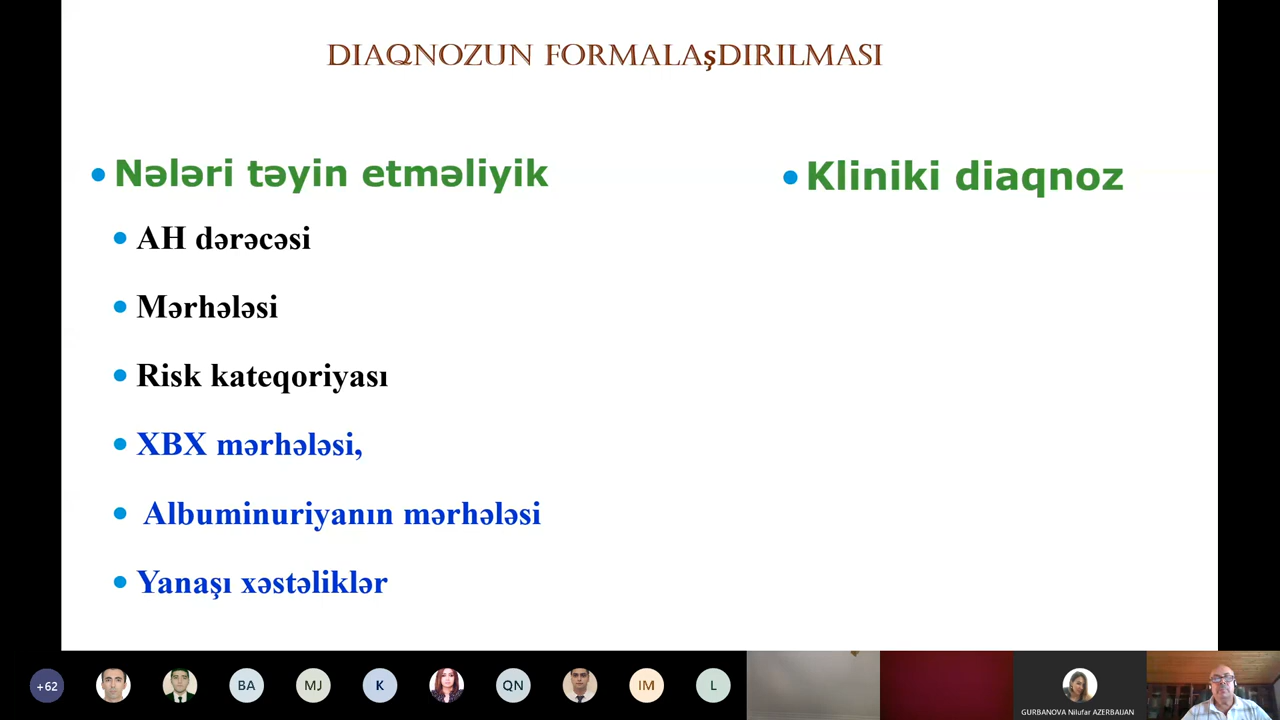 DIAQNOZUN FORMALAşDIRILMASI
• Nələri təyin etməliyik
• AH dərəcəsi
• Mərhələsi
• Risk kateqoriyası
• XBX mərhələsi,
• Albuminuriyanın mərhələsi
• Yanaşı xəstəliklər
• Kliniki diaqnoz
+62
BA
MJ
K
QN
IM
L
GURBANOVA Nilufar AZERBAIJAN